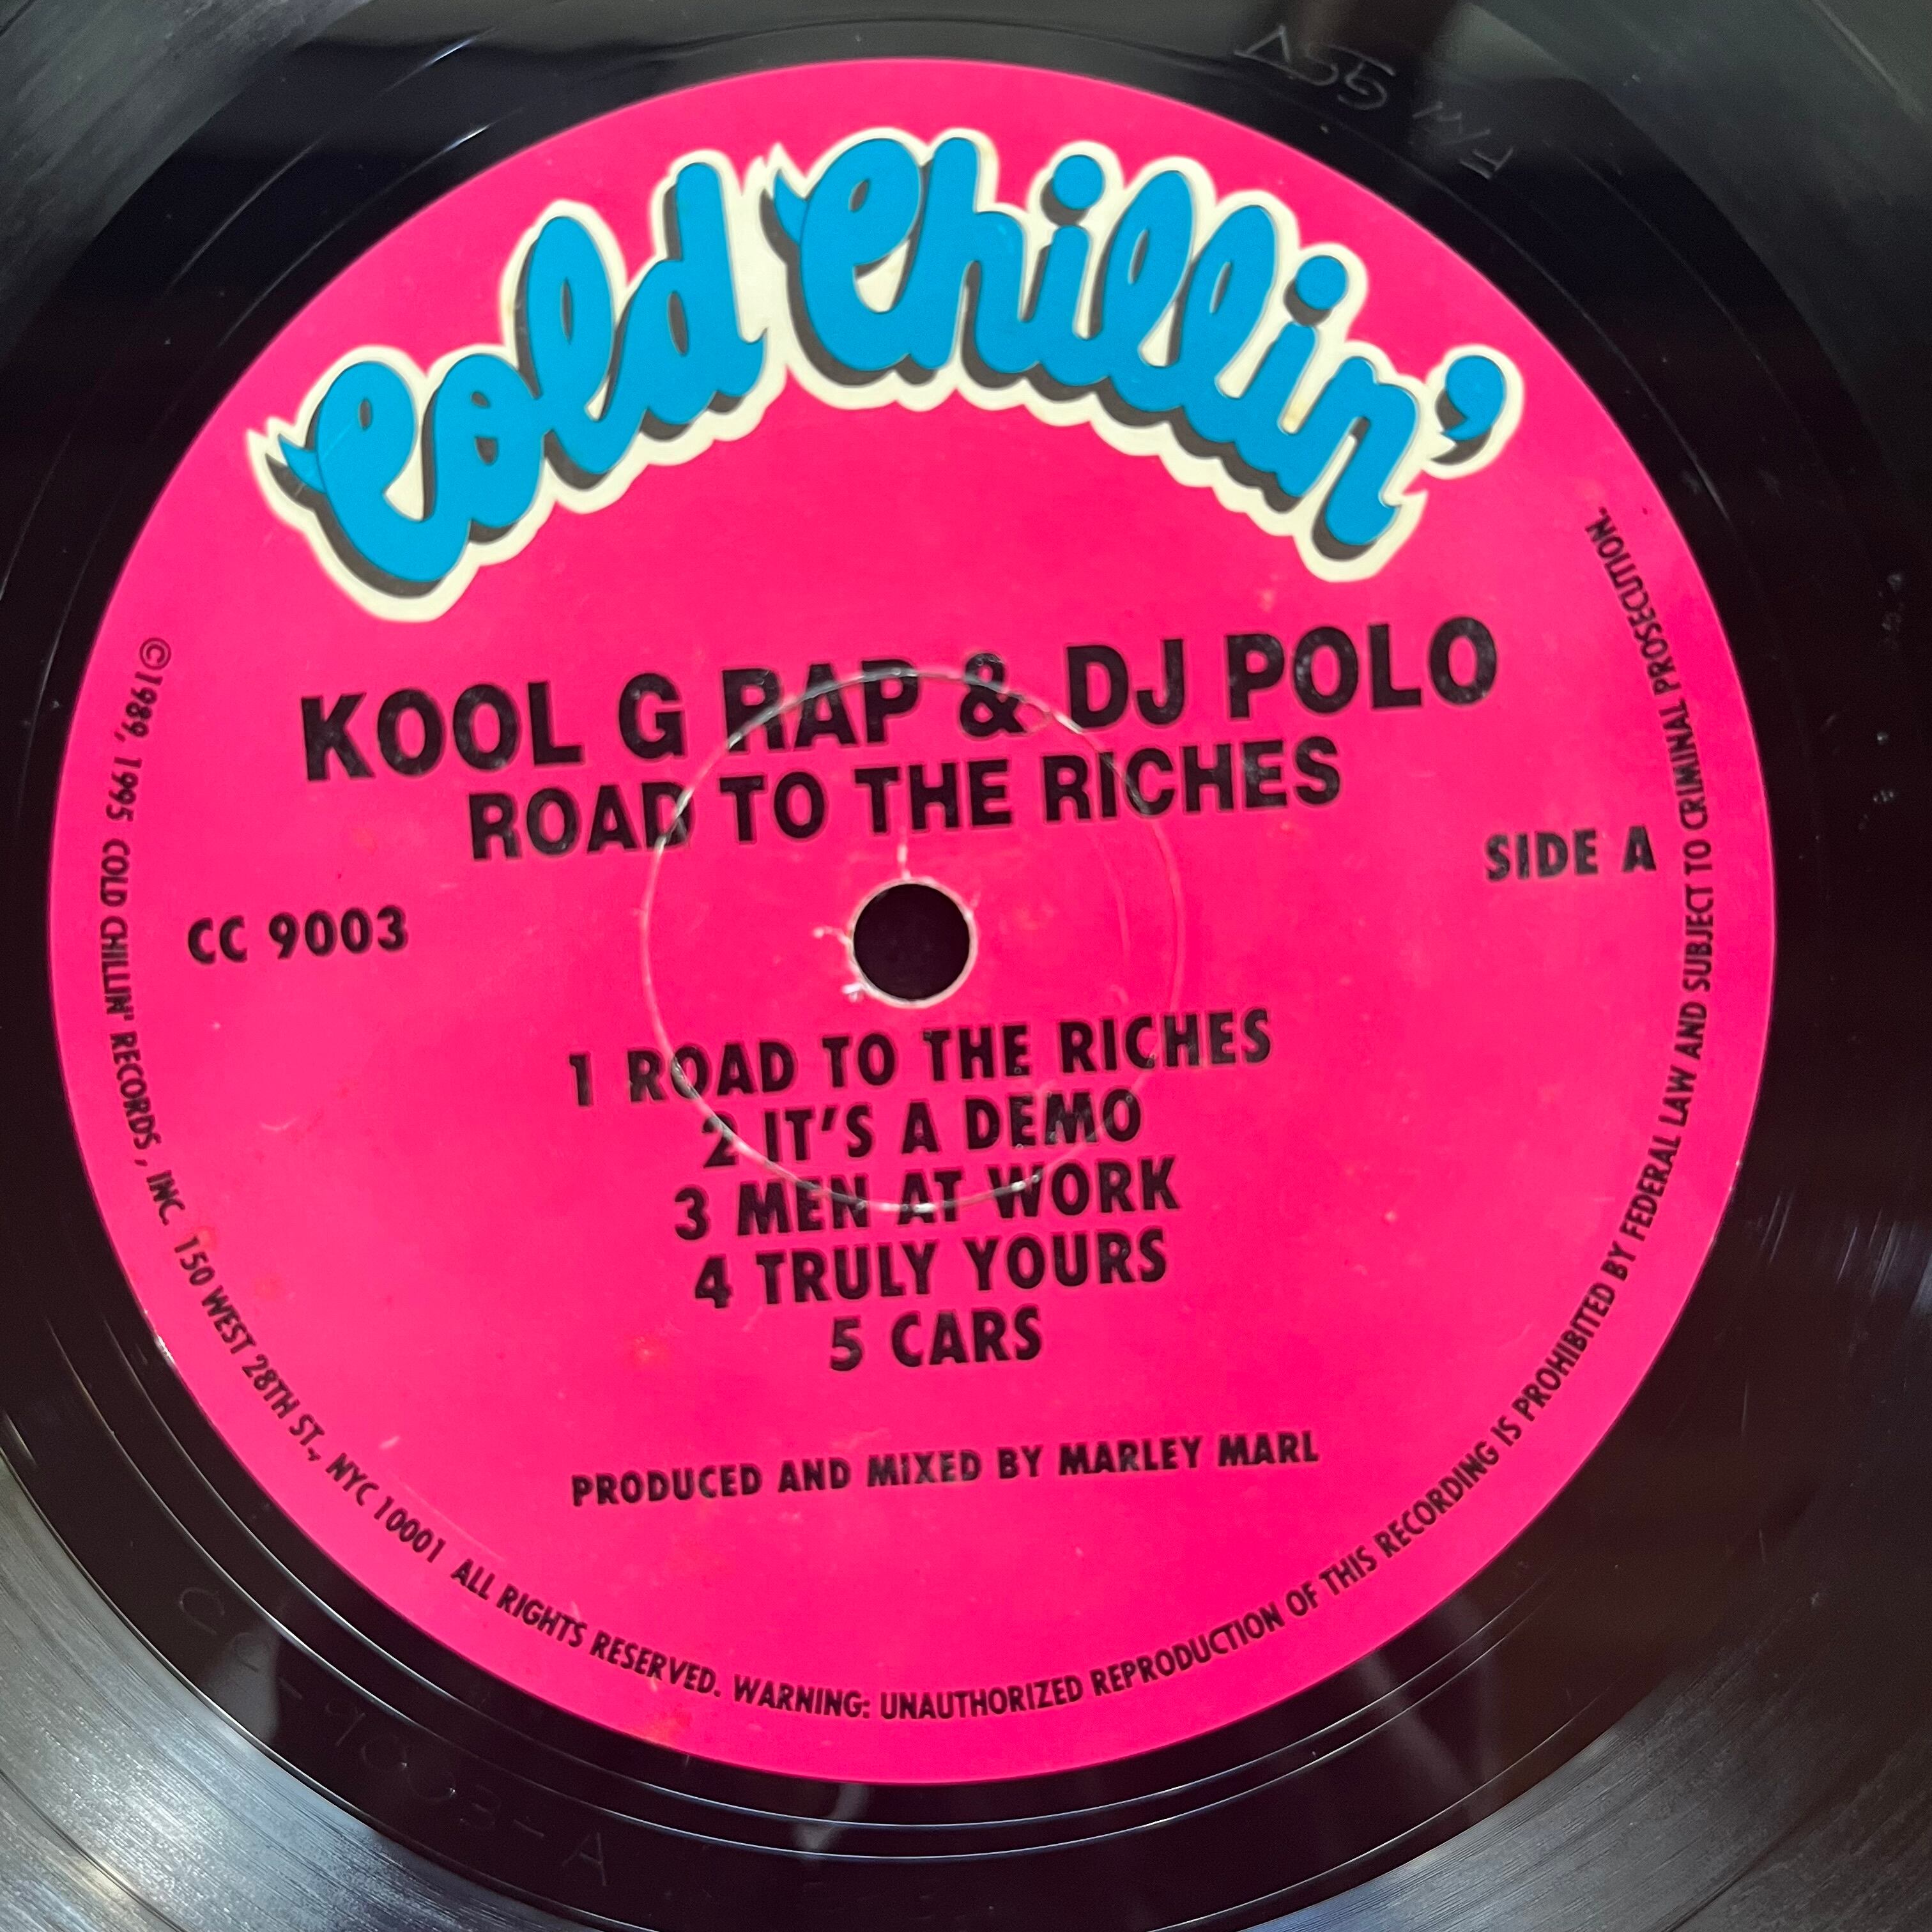 Cold Chillin'
KOOL G RAP & DJ POLO
ROAD TO THE RICHES
CC 9003
SIDE A
1 ROAD TO THE RICHES
2 IT'S A DEMO
3 MEN AT WORK
4 TRULY YOURS
5 CARS
PRODUCED AND MIXED BY MARLEY MARL
©1989, 1995 COLD CHILLIN' RECORDS, INC. 150 WEST 28TH ST., NYC 10001 ALL RIGHTS RESERVED. WARNING: UNAUTHORIZED REPRODUCTION OF THIS RECORDING IS PROHIBITED BY FEDERAL LAW AND SUBJECT TO CRIMINAL PROSECUTION.
CC-9003-A